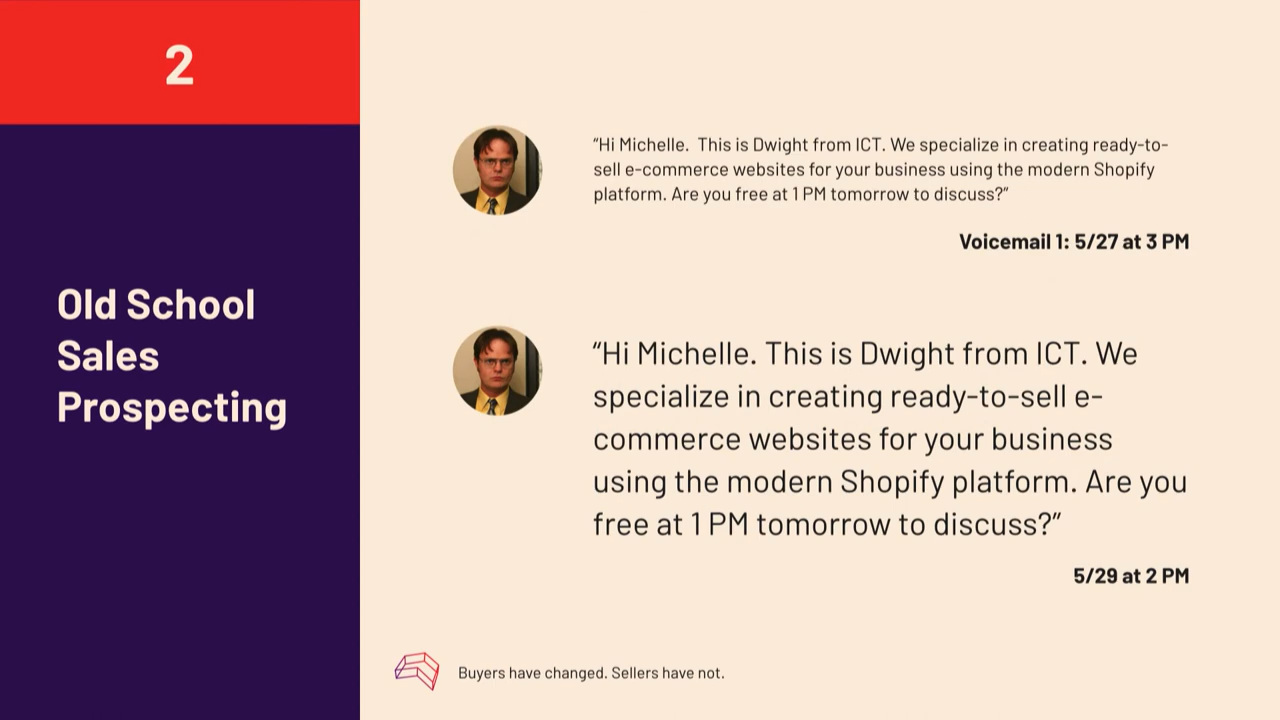 2
Old School
Sales
Prospecting
“Hi Michelle.  This is Dwight from ICT. We specialize in creating ready-to-
sell e-commerce websites for your business using the modern Shopify
platform. Are you free at 1 PM tomorrow to discuss?”
Voicemail 1: 5/27 at 3 PM
“Hi Michelle. This is Dwight from ICT. We
specialize in creating ready-to-sell e-
commerce websites for your business
using the modern Shopify platform. Are you
free at 1 PM tomorrow to discuss?”
5/29 at 2 PM
Buyers have changed. Sellers have not.